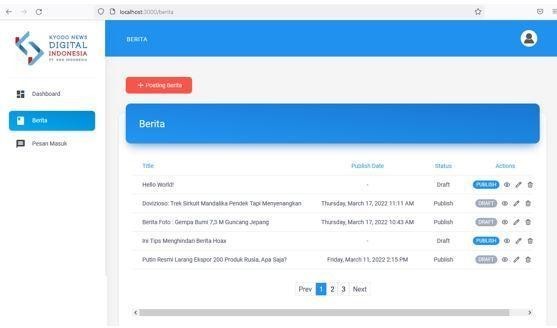 localhost:3000/berita
KYODO NEWS
DIGITAL
INDONESIA
PT. KND INDONESIA
BERITA
Dashboard
Berita
Pesan Masuk
Posting Berita
Berita
Title Publish Date Status Actions
Hello World! - Draft PUBLISH
Dovizioso: Trek Sirkuit Mandalika Pendek Tapi Menyenangkan Thursday, March 17, 2022 11:11 AM Publish DRAFT
Berita Foto : Gempa Bumi 7,3 M Guncang Jepang Thursday, March 17, 2022 10:43 AM Publish DRAFT
Ini Tips Menghindari Berita Hoax - Draft PUBLISH
Putin Resmi Larang Ekspor 200 Produk Rusia, Apa Saja? Friday, March 11, 2022 2:15 PM Publish DRAFT
Prev 1 2 3 Next